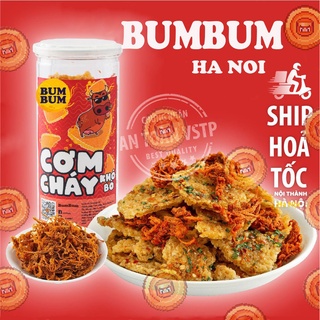 BUMBUM
HA NOI
BUM
BUM
CƠM
CHÁY
KHÔ
BÒ
SHIP
HOẢ
TỐC
NỘI THÀNH
HÀ NỘI